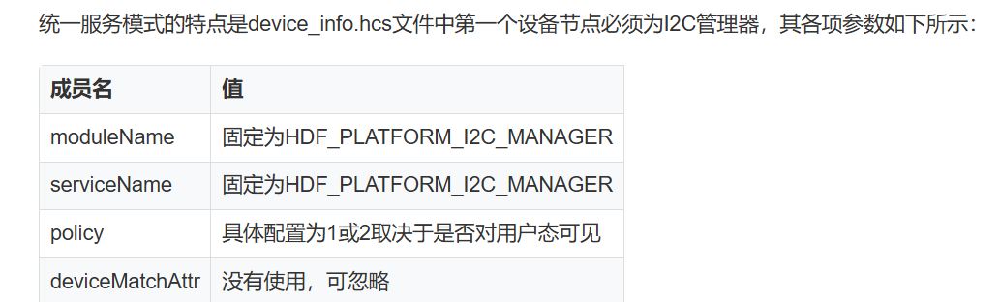 统一服务模式的特点是device_info.hcs文件中第一个设备节点必须为I2C管理器，其各项参数如下所示：
成员名 值
moduleName 固定为HDF_PLATFORM_I2C_MANAGER
serviceName 固定为HDF_PLATFORM_I2C_MANAGER
policy 具体配置为1或2取决于是否对用户态可见
deviceMatchAttr 没有使用，可忽略